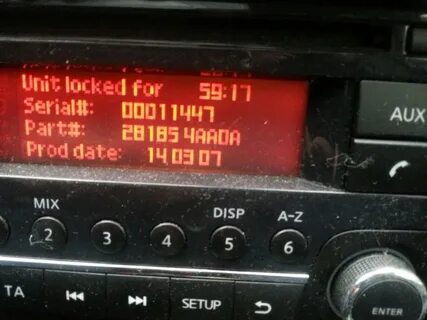 Unit locked for 59:17
Serial#: 00011447
Part#: 28185 4AA0A
Prod date: 14 03 07
AUX
MIX
DISP
A-Z
2
3
4
5
6
TA
SETUP
ENTER